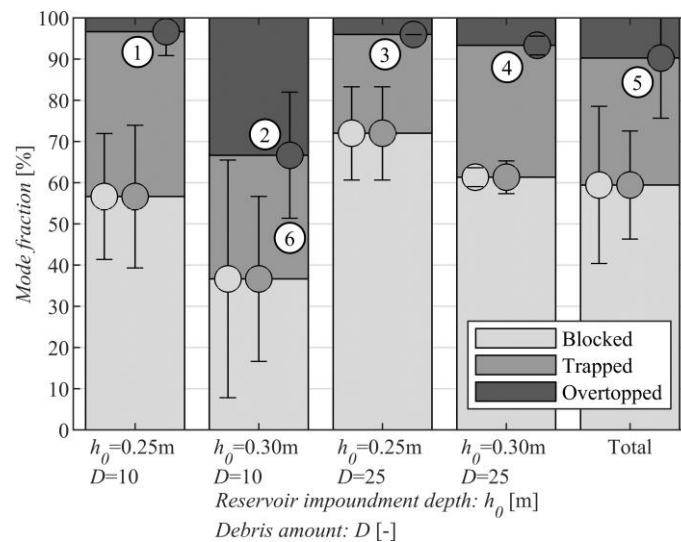 100
90
80
70
60
50
40
30
20
10
0
Mode fraction [%]
1
2
3
4
5
6
Blocked
Trapped
Overtopped
h0=0.25m h0=0.30m h0=0.25m h0=0.30m Total
D=10 D=10 D=25 D=25
Reservoir impoundment depth: h0 [m]
Debris amount: D [-]